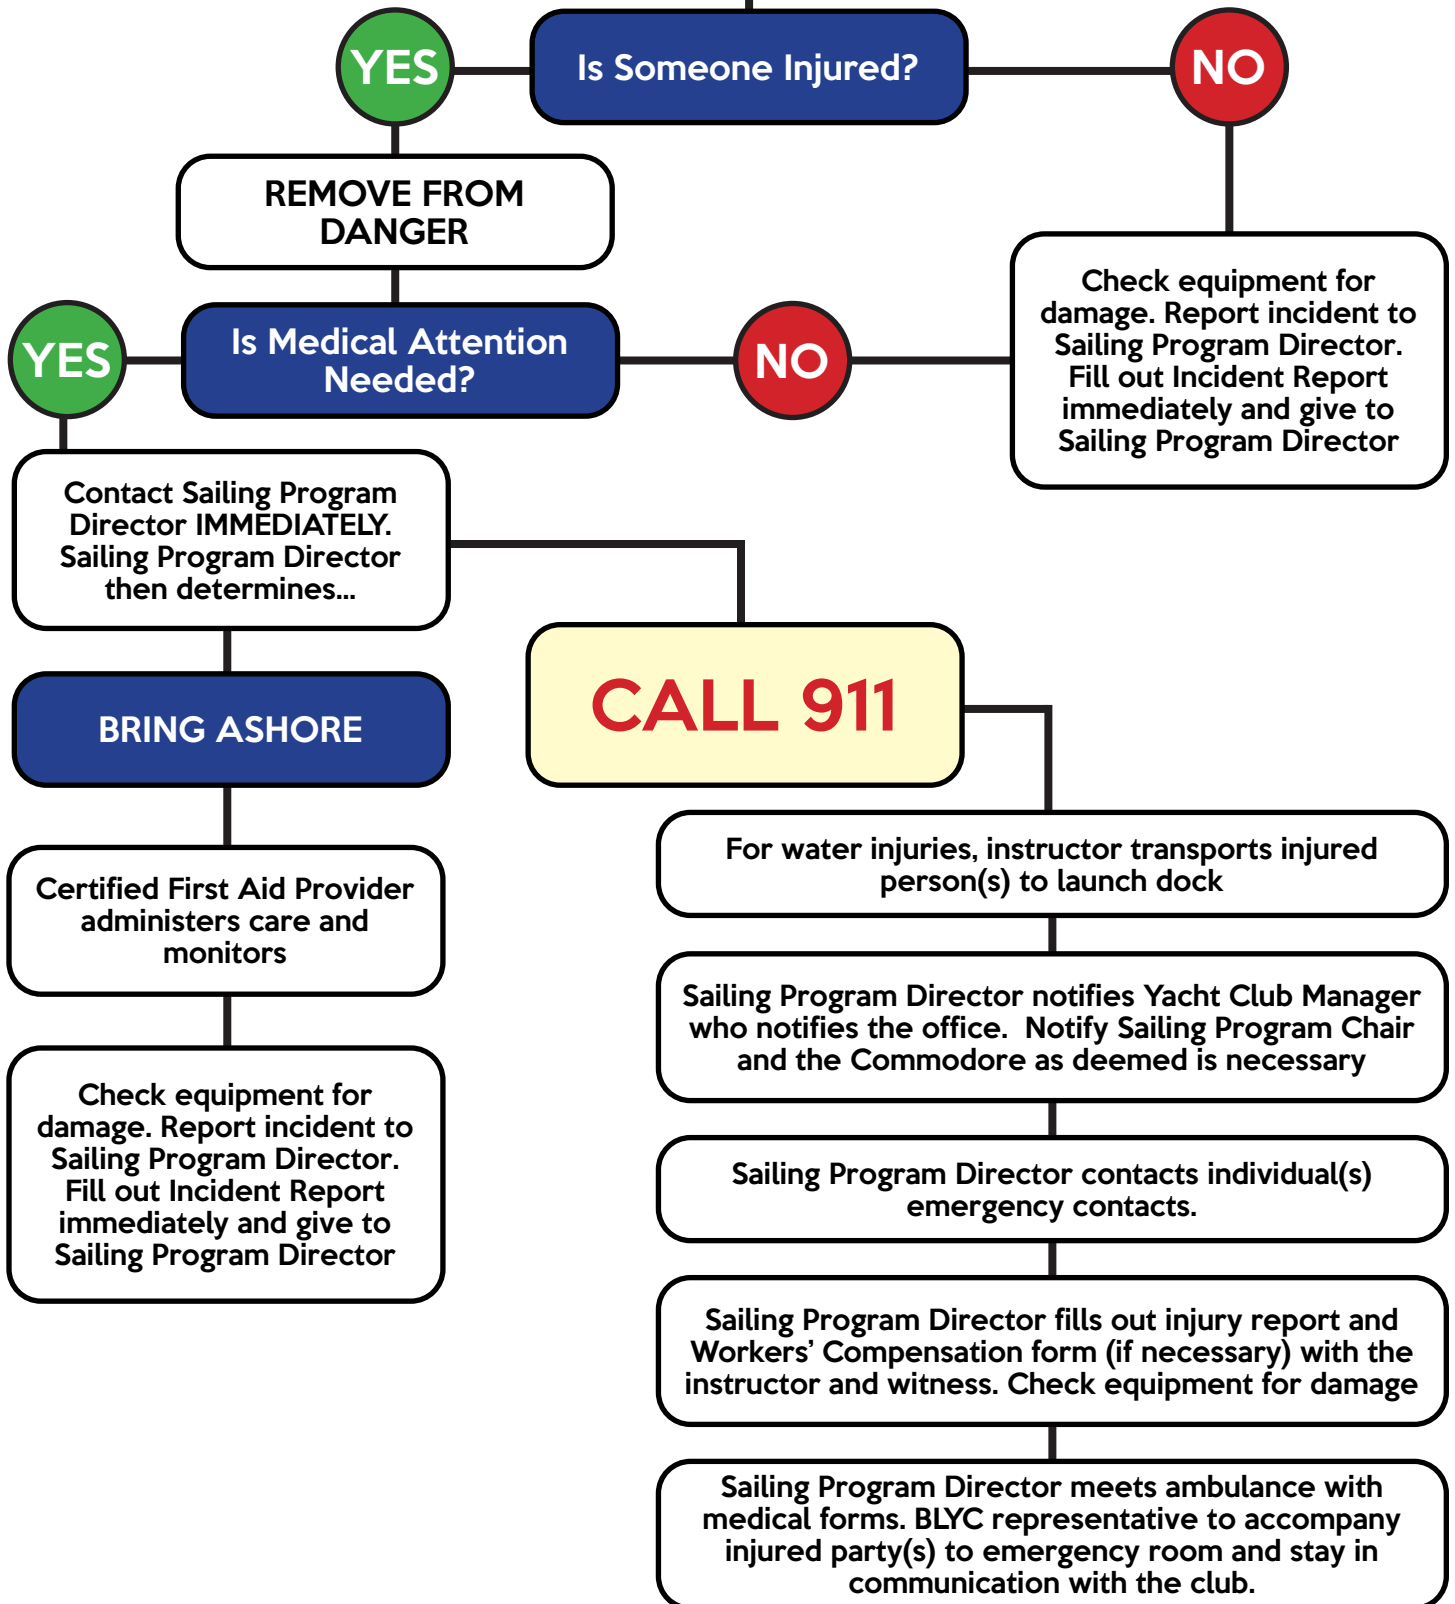 YES
Is Someone Injured?
NO
REMOVE FROM
DANGER
Check equipment for
damage. Report incident to
Sailing Program Director.
Fill out Incident Report
immediately and give to
Sailing Program Director
YES
Is Medical Attention
Needed?
NO
Contact Sailing Program
Director IMMEDIATELY.
Sailing Program Director
then determines...
CALL 911
BRING ASHORE
For water injuries, instructor transports injured
person(s) to launch dock
Certified First Aid Provider
administers care and
monitors
Sailing Program Director notifies Yacht Club Manager
who notifies the office.  Notify Sailing Program Chair
and the Commodore as deemed is necessary
Check equipment for
damage. Report incident to
Sailing Program Director.
Fill out Incident Report
immediately and give to
Sailing Program Director
Sailing Program Director contacts individual(s)
emergency contacts.
Sailing Program Director fills out injury report and
Workers’ Compensation form (if necessary) with the
instructor and witness. Check equipment for damage
Sailing Program Director meets ambulance with
medical forms. BLYC representative to accompany
injured party(s) to emergency room and stay in
communication with the club.